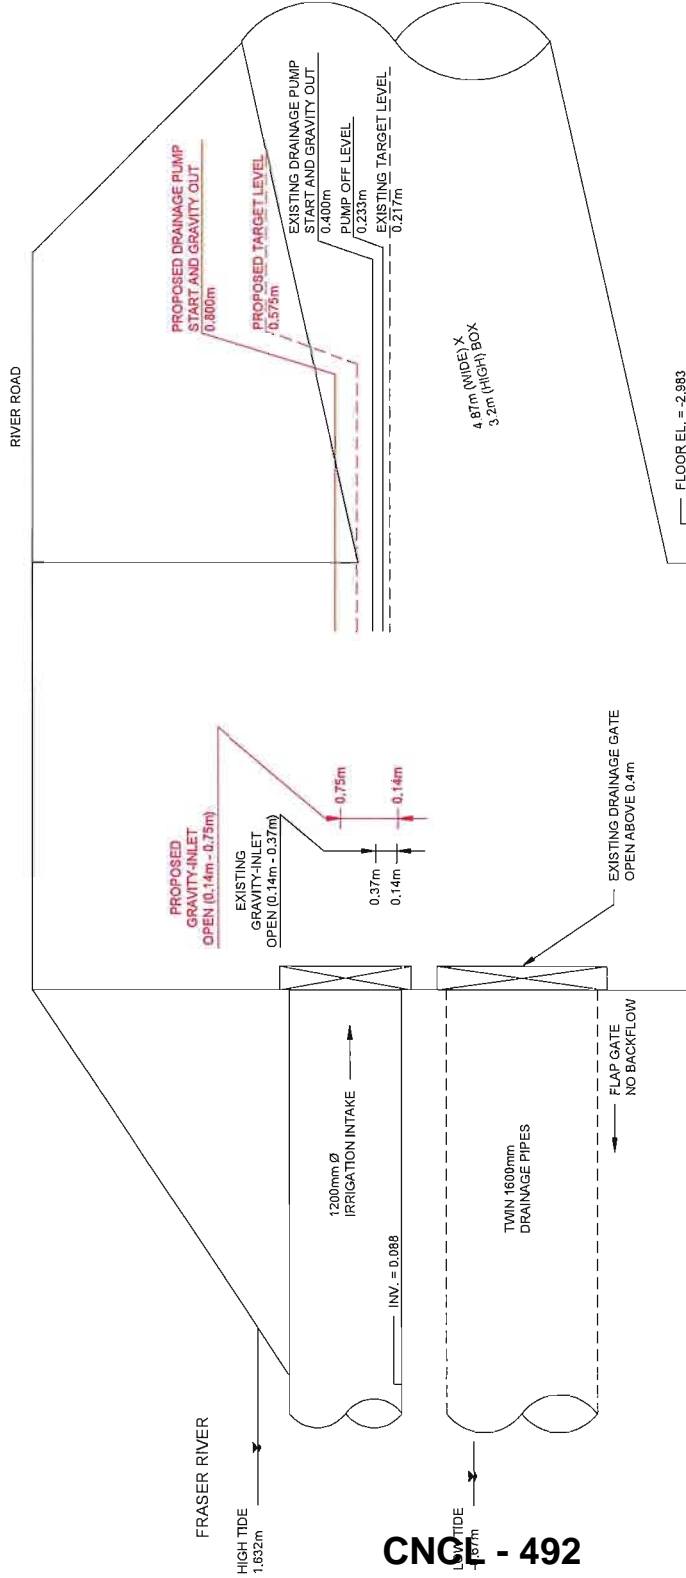 RIVER ROAD
FRASER RIVER
HIGH TIDE
1.632m
PROPOSED
GRAVITY-INLET
OPEN (0.14m - 0.75m)
EXISTING
GRAVITY-INLET
OPEN (0.14m - 0.37m)
0.75m
0.14m
0.37m
0.14m
PROPOSED DRAINAGE PUMP
START AND GRAVITY OUT
0.800m
PROPOSED TARGET LEVEL
0.575m
EXISTING DRAINAGE PUMP
START AND GRAVITY OUT
0.400m
PUMP OFF LEVEL
0.233m
EXISTING TARGET LEVEL
0.217m
1200mm Ø
IRRIGATION INTAKE
INV. = 0.088
4.87m (WIDE) X
3.2m (HIGH) BOX
LOW TIDE
TWIN 1600mm
DRAINAGE PIPES
EXISTING DRAINAGE GATE
OPEN ABOVE 0.4m
FLAP GATE
NO BACKFLOW
FLOOR EL. = -2.983
CNCL - 492